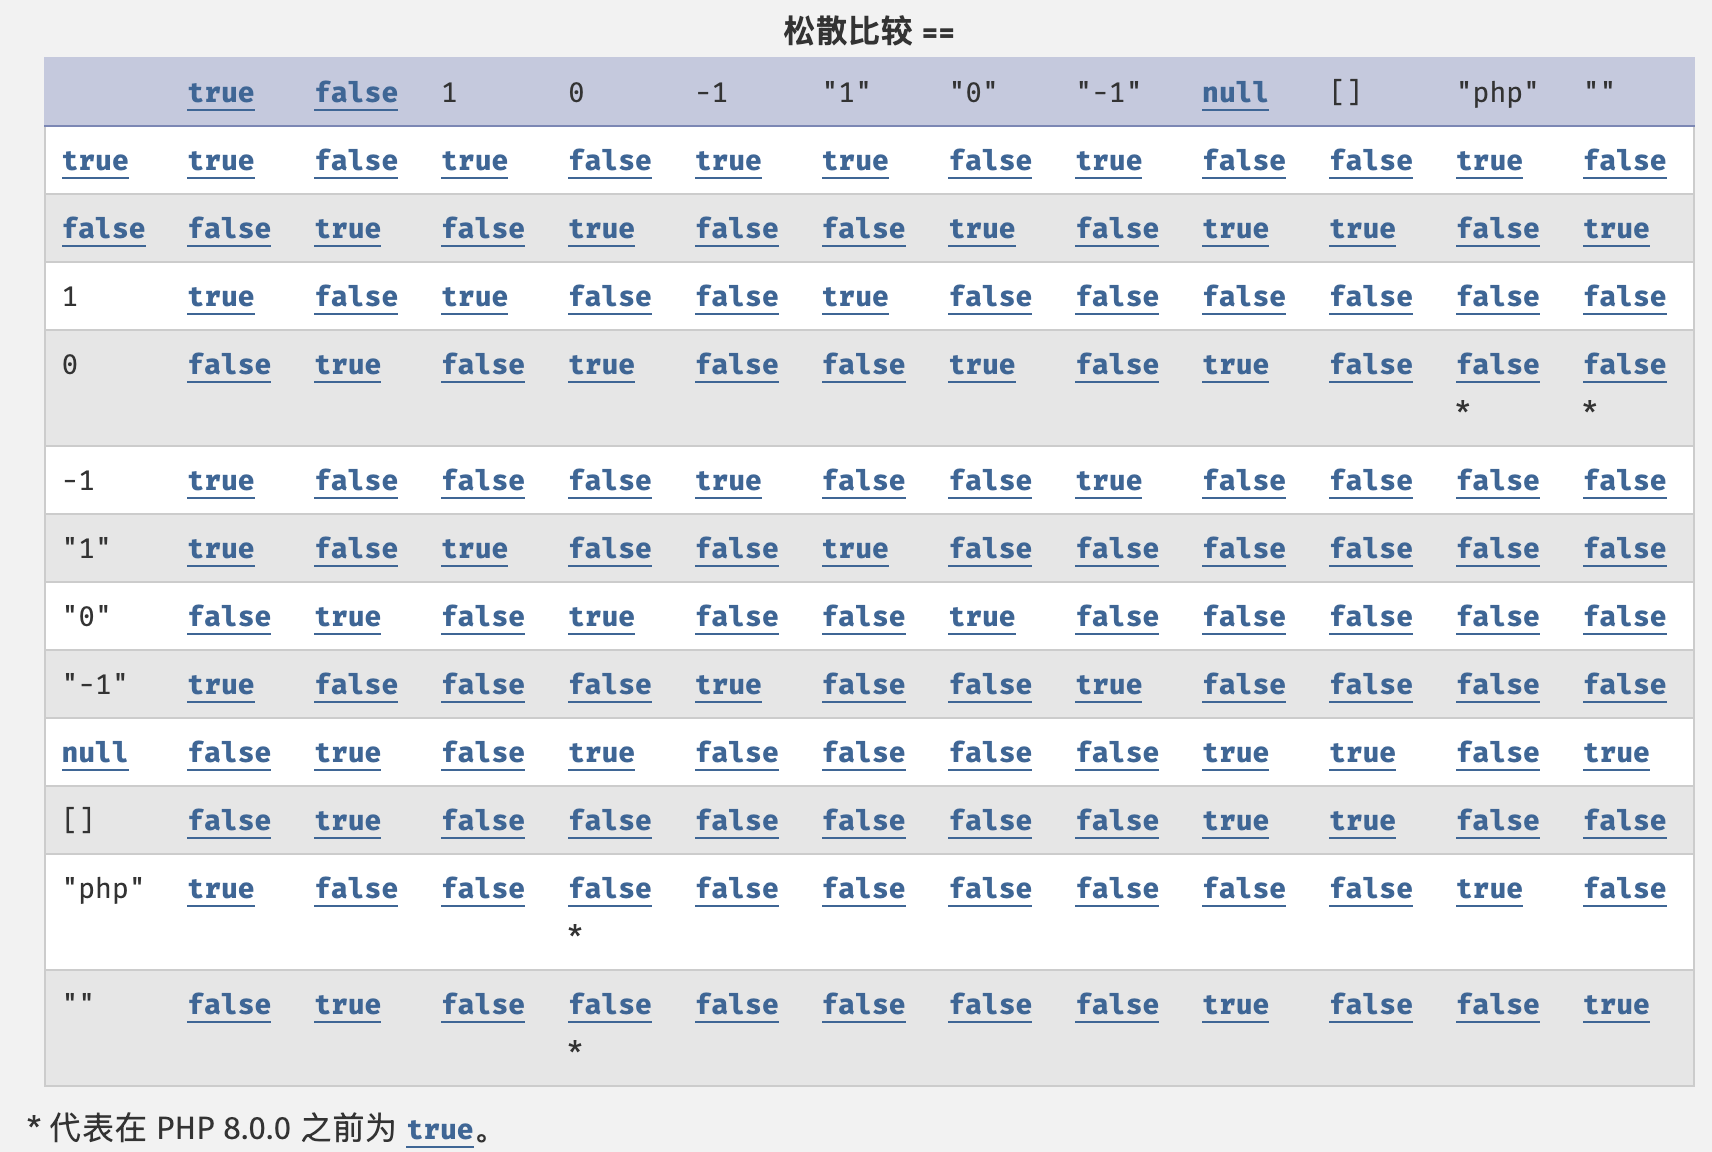 松散比较 ==
true false 1 0 -1 "1" "0" "-1" null [] "php" ""
true true false true false true true false true false false true false
false false true false true false false true false true true false true
1 true false true false false true false false false false false false
0 false true false true false false true false true false false false
* *
-1 true false false false true false false true false false false false
"1" true false true false false true false false false false false false
"0" false true false true false false true false false false false false
"-1" true false false false true false false true false false false false
null false true false true false false false false true true false true
[] false true false false false false false false true true false false
"php" true false false false false false false false false false true false
*
"" false true false false false false false false true false false true
*
* 代表在 PHP 8.0.0 之前为 true。